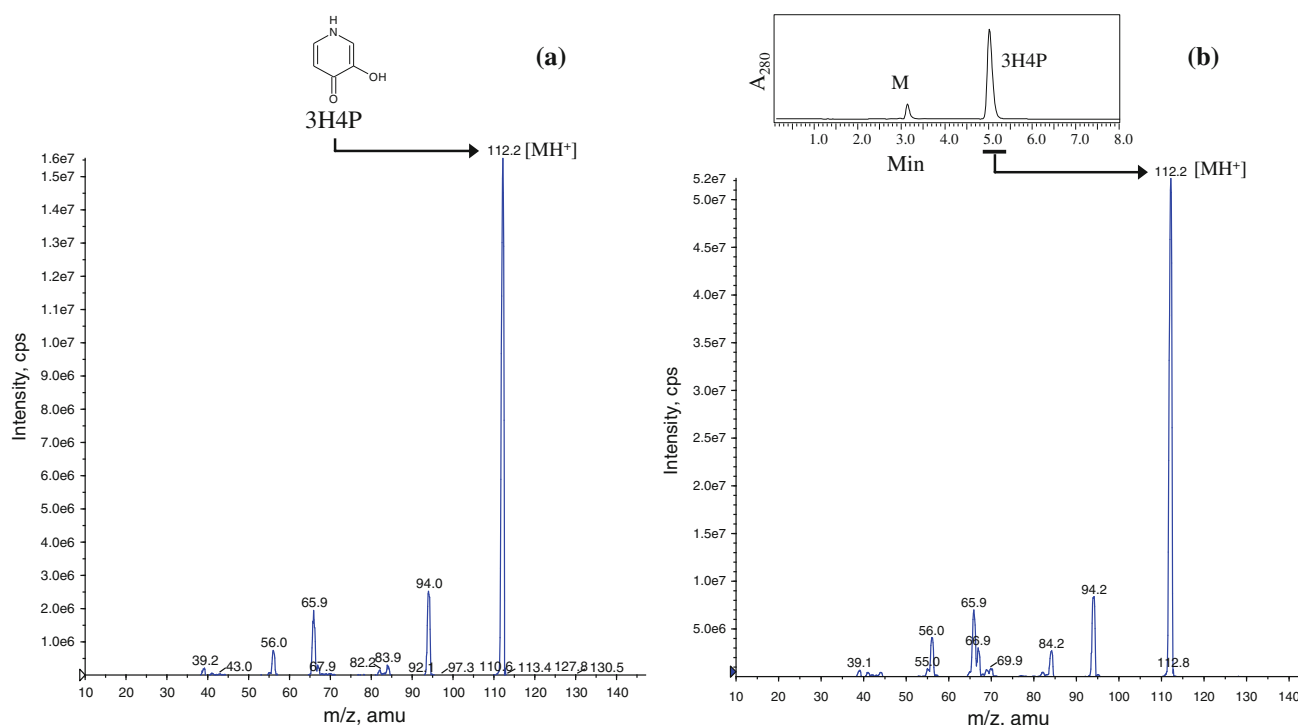 H
N
OH
O
3H4P
(a)
112.2 [MH⁺]
1.6e7
1.5e7
1.4e7
1.3e7
1.2e7
1.1e7
1.0e7
9.0e6
8.0e6
7.0e6
6.0e6
5.0e6
4.0e6
3.0e6
2.0e6
1.0e6
Intensity, cps
39.2
43.0
56.0
65.9
67.9
82.2
83.9
92.1
94.0
97.3
110.6
113.4
127.8
130.5
10 20 30 40 50 60 70 80 90 100 110 120 130 140
m/z, amu
(b)
A280
M
3H4P
1.0 2.0 3.0 4.0 5.0 6.0 7.0 8.0
Min
112.2 [MH⁺]
5.2e7
5.0e7
4.5e7
4.0e7
3.5e7
3.0e7
2.5e7
2.0e7
1.5e7
1.0e7
5.0e6
Intensity, cps
39.1
55.0
56.0
65.9
66.9
69.9
84.2
94.2
112.8
10 20 30 40 50 60 70 80 90 100 110 120 130 140
m/z, amu